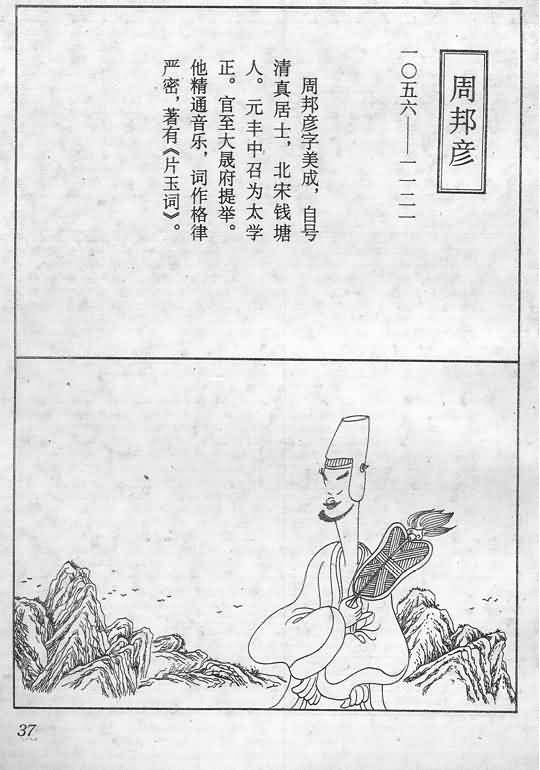 周邦彦
一〇五六——一一二一
周邦彦字美成，自号
清真居士，北宋钱塘
人。元丰中召为太学
正。官至大晟府提举。
他精通音乐，词作格律
严密，著有《片玉词》。
37